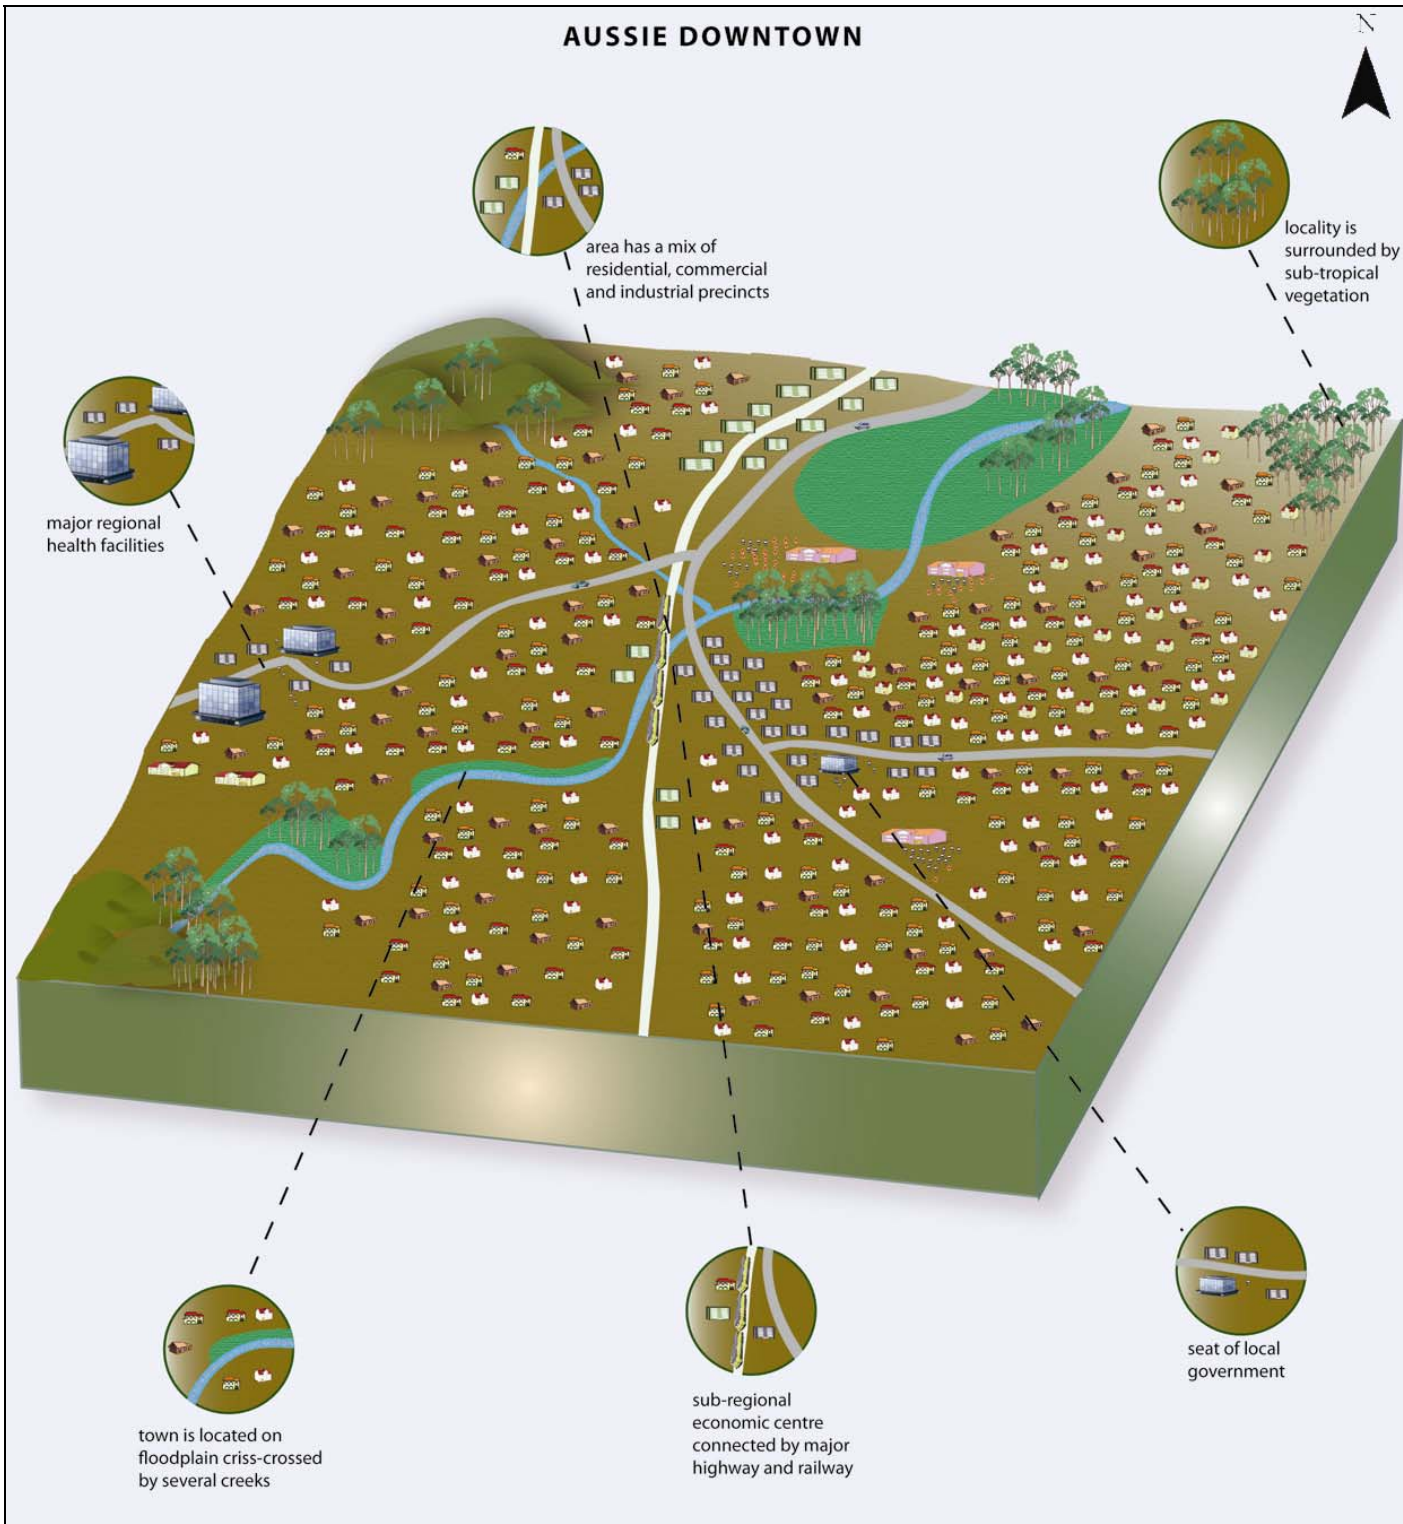 AUSSIE DOWNTOWN
N
area has a mix of
residential, commercial
and industrial precincts
locality is
surrounded by
sub-tropical
vegetation
major regional
health facilities
town is located on
floodplain criss-crossed
by several creeks
sub-regional
economic centre
connected by major
highway and railway
seat of local
government